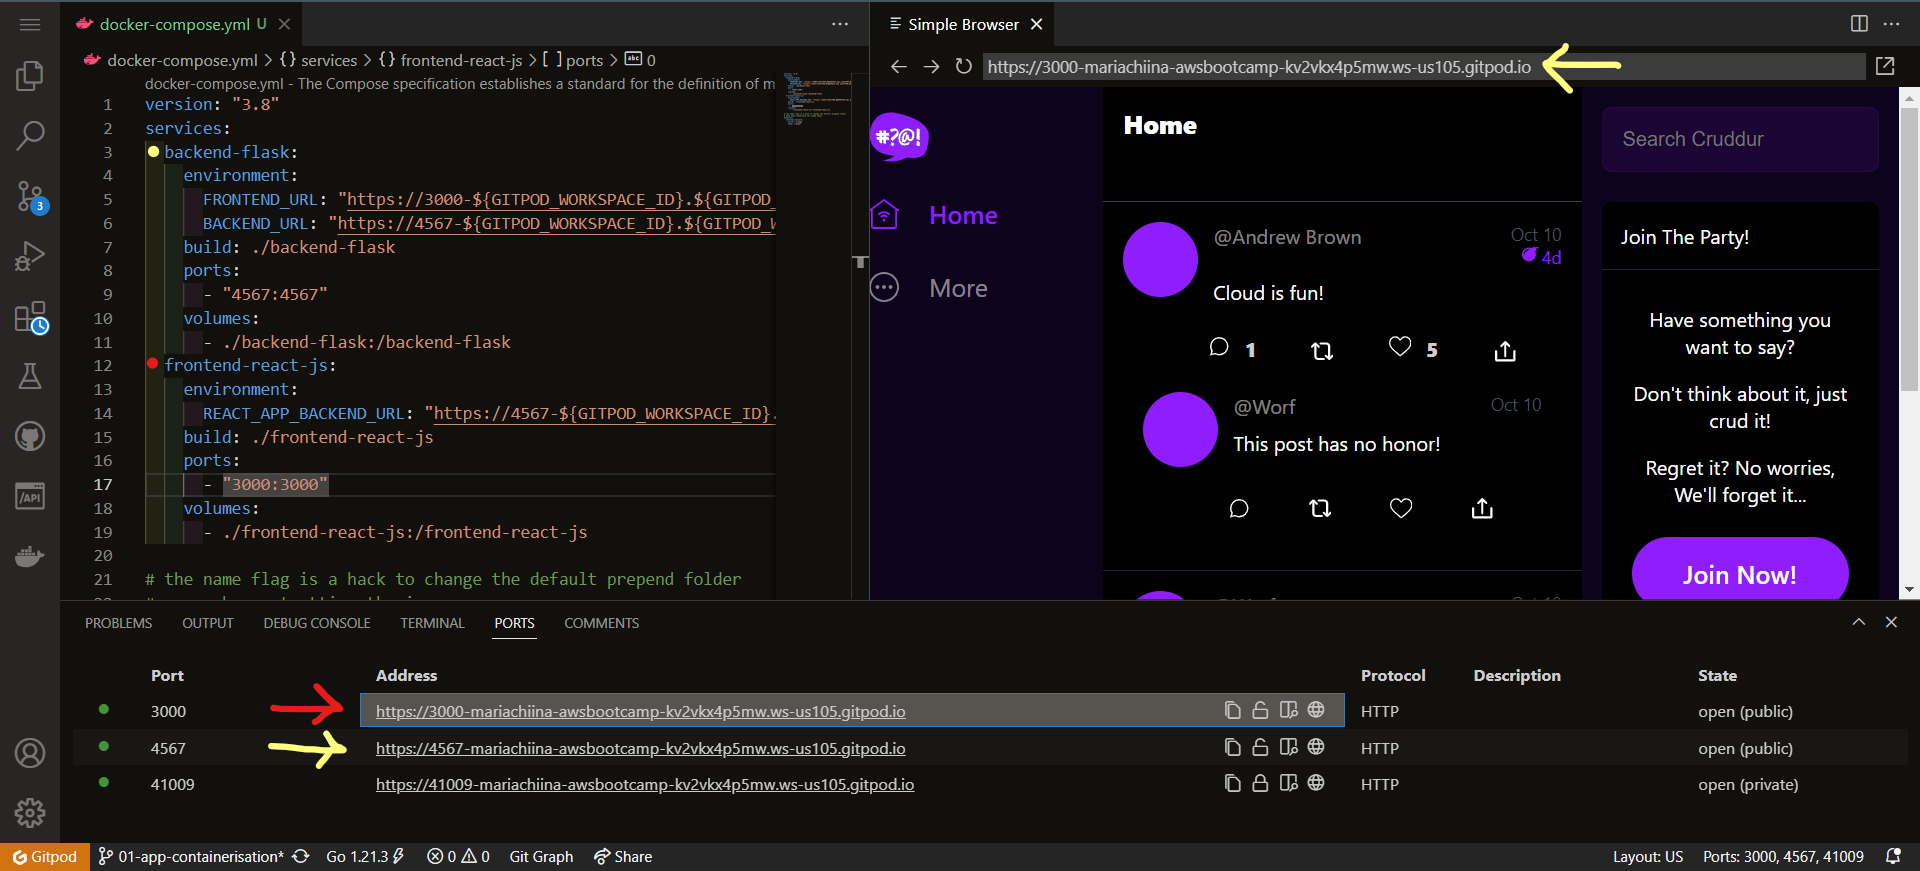 docker-compose.yml U
docker-compose.yml > {} services > {} frontend-react-js > [ ] ports > abc 0
docker-compose.yml - The Compose specification establishes a standard for the definition of m
1 version: "3.8"
2 services:
3 backend-flask:
4 environment:
5 FRONTEND_URL: "https://3000-${GITPOD_WORKSPACE_ID}.${GITPOD_
6 BACKEND_URL: "https://4567-${GITPOD_WORKSPACE_ID}.${GITPOD_W
7 build: ./backend-flask
8 ports:
9 - "4567:4567"
10 volumes:
11 - ./backend-flask:/backend-flask
12 frontend-react-js:
13 environment:
14 REACT_APP_BACKEND_URL: "https://4567-${GITPOD_WORKSPACE_ID}.
15 build: ./frontend-react-js
16 ports:
17 - "3000:3000"
18 volumes:
19 - ./frontend-react-js:/frontend-react-js
20
21 # the name flag is a hack to change the default prepend folder
3
/API
Simple Browser
https://3000-mariachiina-awsbootcamp-kv2vkx4p5mw.ws-us105.gitpod.io
#?@!
Home
More
Home
@Andrew Brown
Oct 10
4d
Cloud is fun!
1 5
@Worf
Oct 10
This post has no honor!
Search Cruddur
Join The Party!
Have something you
want to say?
Don't think about it, just
crud it!
Regret it? No worries,
We'll forget it...
Join Now!
PROBLEMS OUTPUT DEBUG CONSOLE TERMINAL PORTS COMMENTS
Port Address Protocol Description State
3000 https://3000-mariachiina-awsbootcamp-kv2vkx4p5mw.ws-us105.gitpod.io HTTP open (public)
4567 https://4567-mariachiina-awsbootcamp-kv2vkx4p5mw.ws-us105.gitpod.io HTTP open (public)
41009 https://41009-mariachiina-awsbootcamp-kv2vkx4p5mw.ws-us105.gitpod.io HTTP open (private)
Gitpod 01-app-containerisation* Go 1.21.3 0 0 Git Graph Share Layout: US Ports: 3000, 4567, 41009